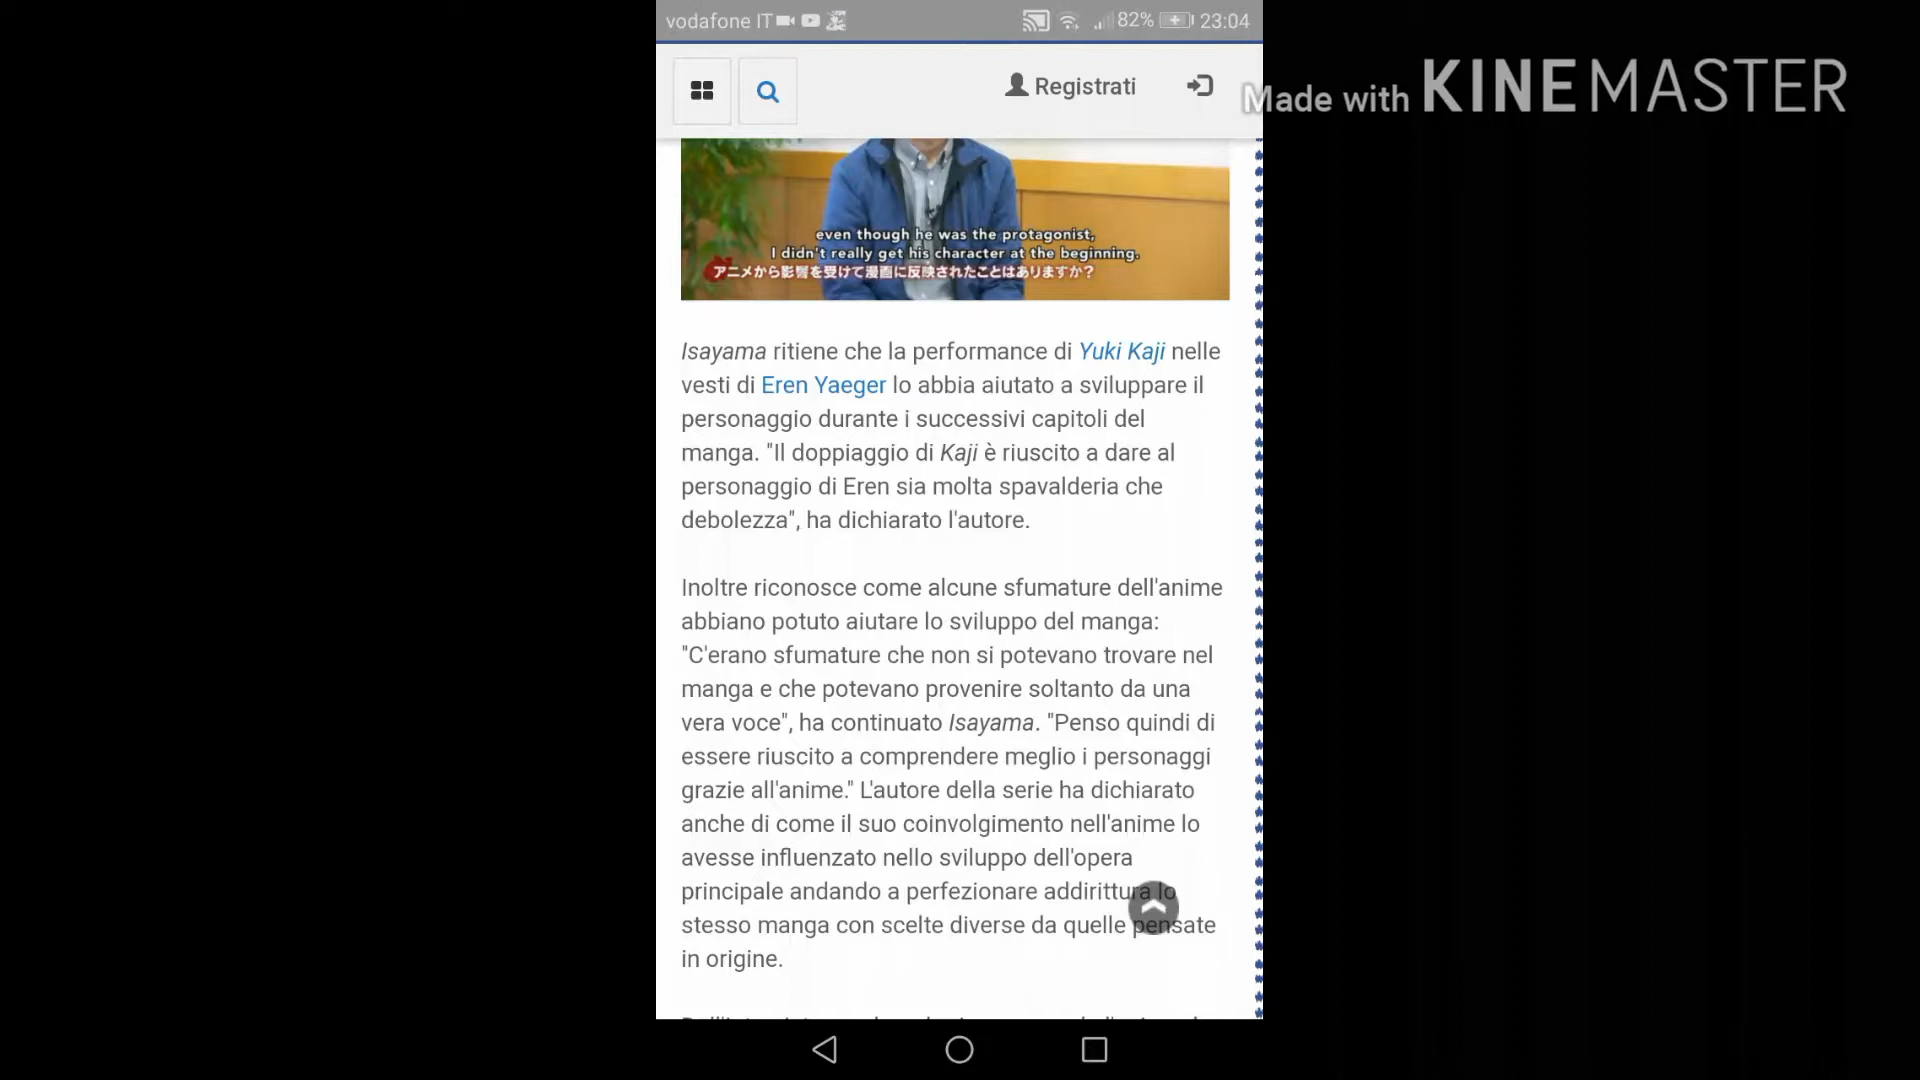 vodafone IT 82% 23:04
Registrati
Made with KINEMASTER
even though he was the protagonist,
I didn't really get his character at the beginning.
アニメから影響を受けて漫画に反映されたことはありますか？
Isayama ritiene che la performance di Yuki Kaji nelle
vesti di Eren Yaeger lo abbia aiutato a sviluppare il
personaggio durante i successivi capitoli del
manga. "Il doppiaggio di Kaji è riuscito a dare al
personaggio di Eren sia molta spavalderia che
debolezza", ha dichiarato l'autore.
Inoltre riconosce come alcune sfumature dell'anime
abbiano potuto aiutare lo sviluppo del manga:
"C'erano sfumature che non si potevano trovare nel
manga e che potevano provenire soltanto da una
vera voce", ha continuato Isayama. "Penso quindi di
essere riuscito a comprendere meglio i personaggi
grazie all'anime." L'autore della serie ha dichiarato
anche di come il suo coinvolgimento nell'anime lo
avesse influenzato nello sviluppo dell'opera
principale andando a perfezionare addirittura lo
stesso manga con scelte diverse da quelle pensate
in origine.